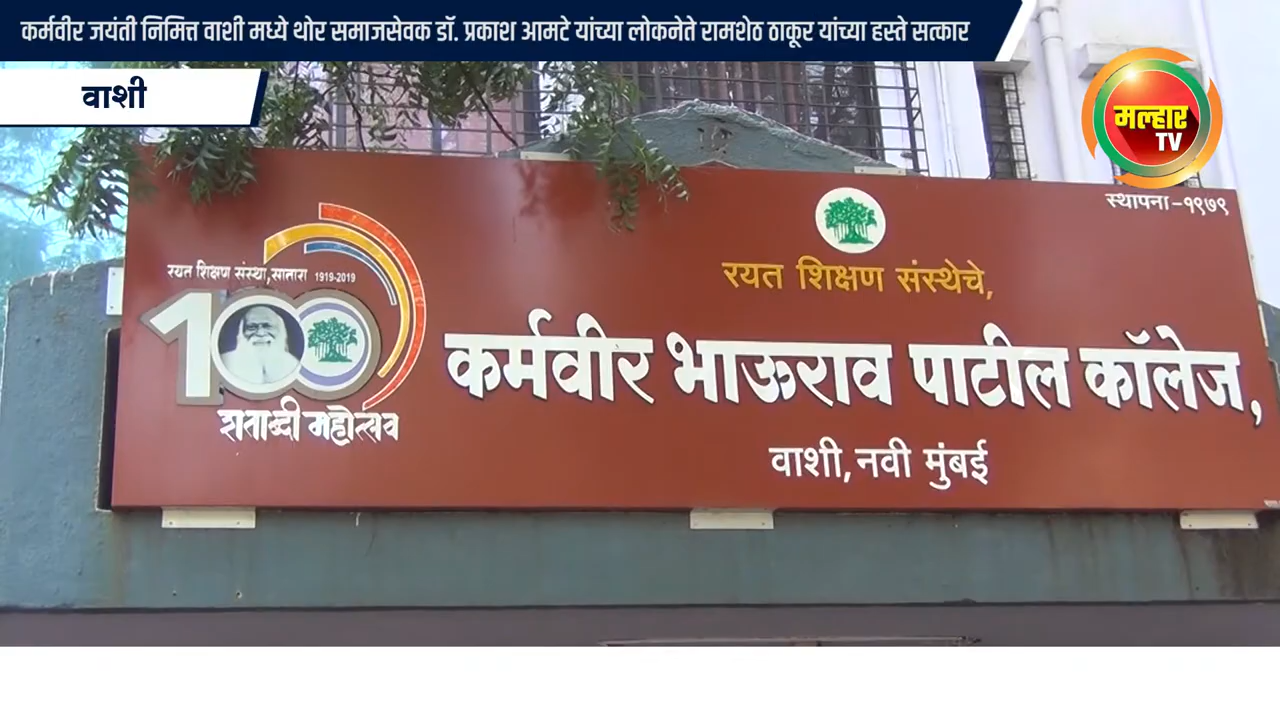 कर्मवीर जयंती निमित्त वाशी मध्ये थोर समाजसेवक डॉ. प्रकाश आमटे यांच्या लोकनेते रामशेठ ठाकूर यांच्या हस्ते सत्कार
वाशी
मल्हार
TV
स्थापना-१९७९
रयत शिक्षण संस्थेचे,
रयत शिक्षण संस्था, सातारा 1919-2019
100
शताब्दी महोत्सव
कर्मवीर भाऊराव पाटील कॉलेज,
वाशी, नवी मुंबई